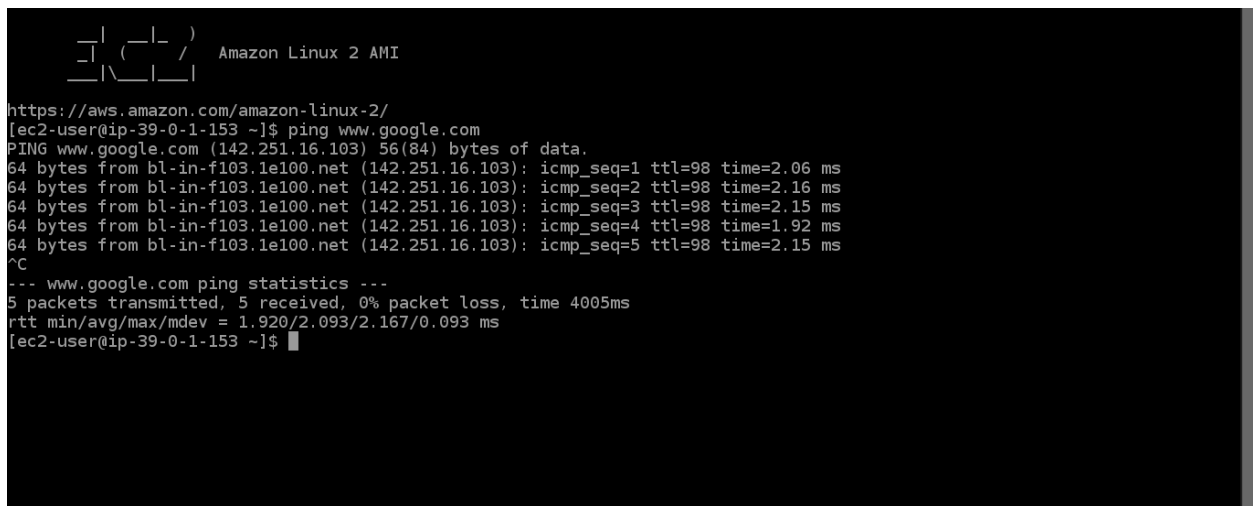 __|  __|_  )
       _|  (     /   Amazon Linux 2 AMI
      ___|\___|___|
https://aws.amazon.com/amazon-linux-2/
[ec2-user@ip-39-0-1-153 ~]$ ping www.google.com
PING www.google.com (142.251.16.103) 56(84) bytes of data.
64 bytes from bl-in-f103.1e100.net (142.251.16.103): icmp_seq=1 ttl=98 time=2.06 ms
64 bytes from bl-in-f103.1e100.net (142.251.16.103): icmp_seq=2 ttl=98 time=2.16 ms
64 bytes from bl-in-f103.1e100.net (142.251.16.103): icmp_seq=3 ttl=98 time=2.15 ms
64 bytes from bl-in-f103.1e100.net (142.251.16.103): icmp_seq=4 ttl=98 time=1.92 ms
64 bytes from bl-in-f103.1e100.net (142.251.16.103): icmp_seq=5 ttl=98 time=2.15 ms
^C
--- www.google.com ping statistics ---
5 packets transmitted, 5 received, 0% packet loss, time 4005ms
rtt min/avg/max/mdev = 1.920/2.093/2.167/0.093 ms
[ec2-user@ip-39-0-1-153 ~]$